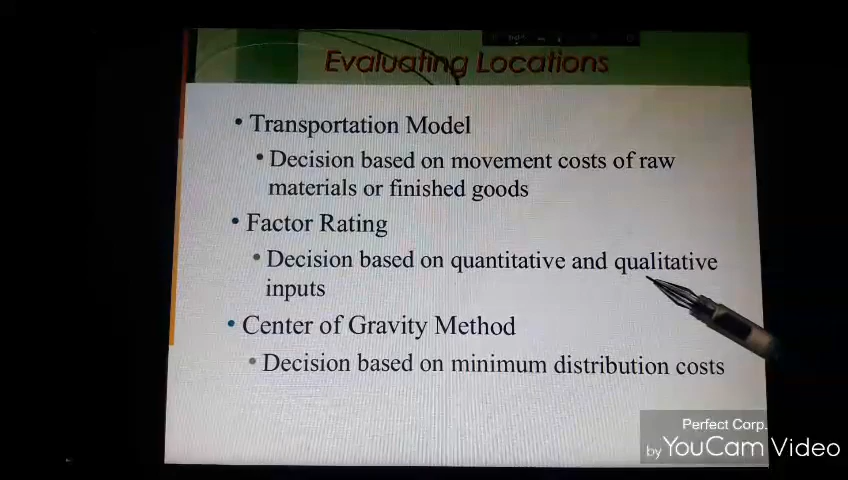 Evaluating Locations
• Transportation Model
• Decision based on movement costs of raw
materials or finished goods
• Factor Rating
• Decision based on quantitative and qualitative
inputs
• Center of Gravity Method
• Decision based on minimum distribution costs
Perfect Corp.
by YouCam Video